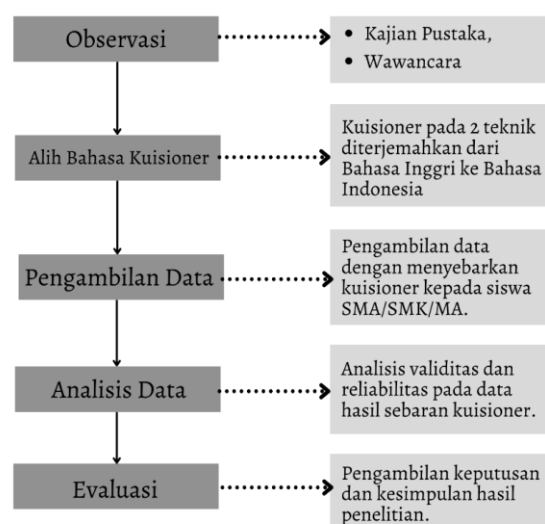 Observasi
• Kajian Pustaka,
• Wawancara
Alih Bahasa Kuisioner
Kuisioner pada 2 teknik
diterjemahkan dari
Bahasa Inggri ke Bahasa
Indonesia
Pengambilan Data
Pengambilan data
dengan menyebarkan
kuisioner kepada siswa
SMA/SMK/MA.
Analisis Data
Analisis validitas dan
reliabilitas pada data
hasil sebaran kuisioner.
Evaluasi
Pengambilan keputusan
dan kesimpulan hasil
penelitian.